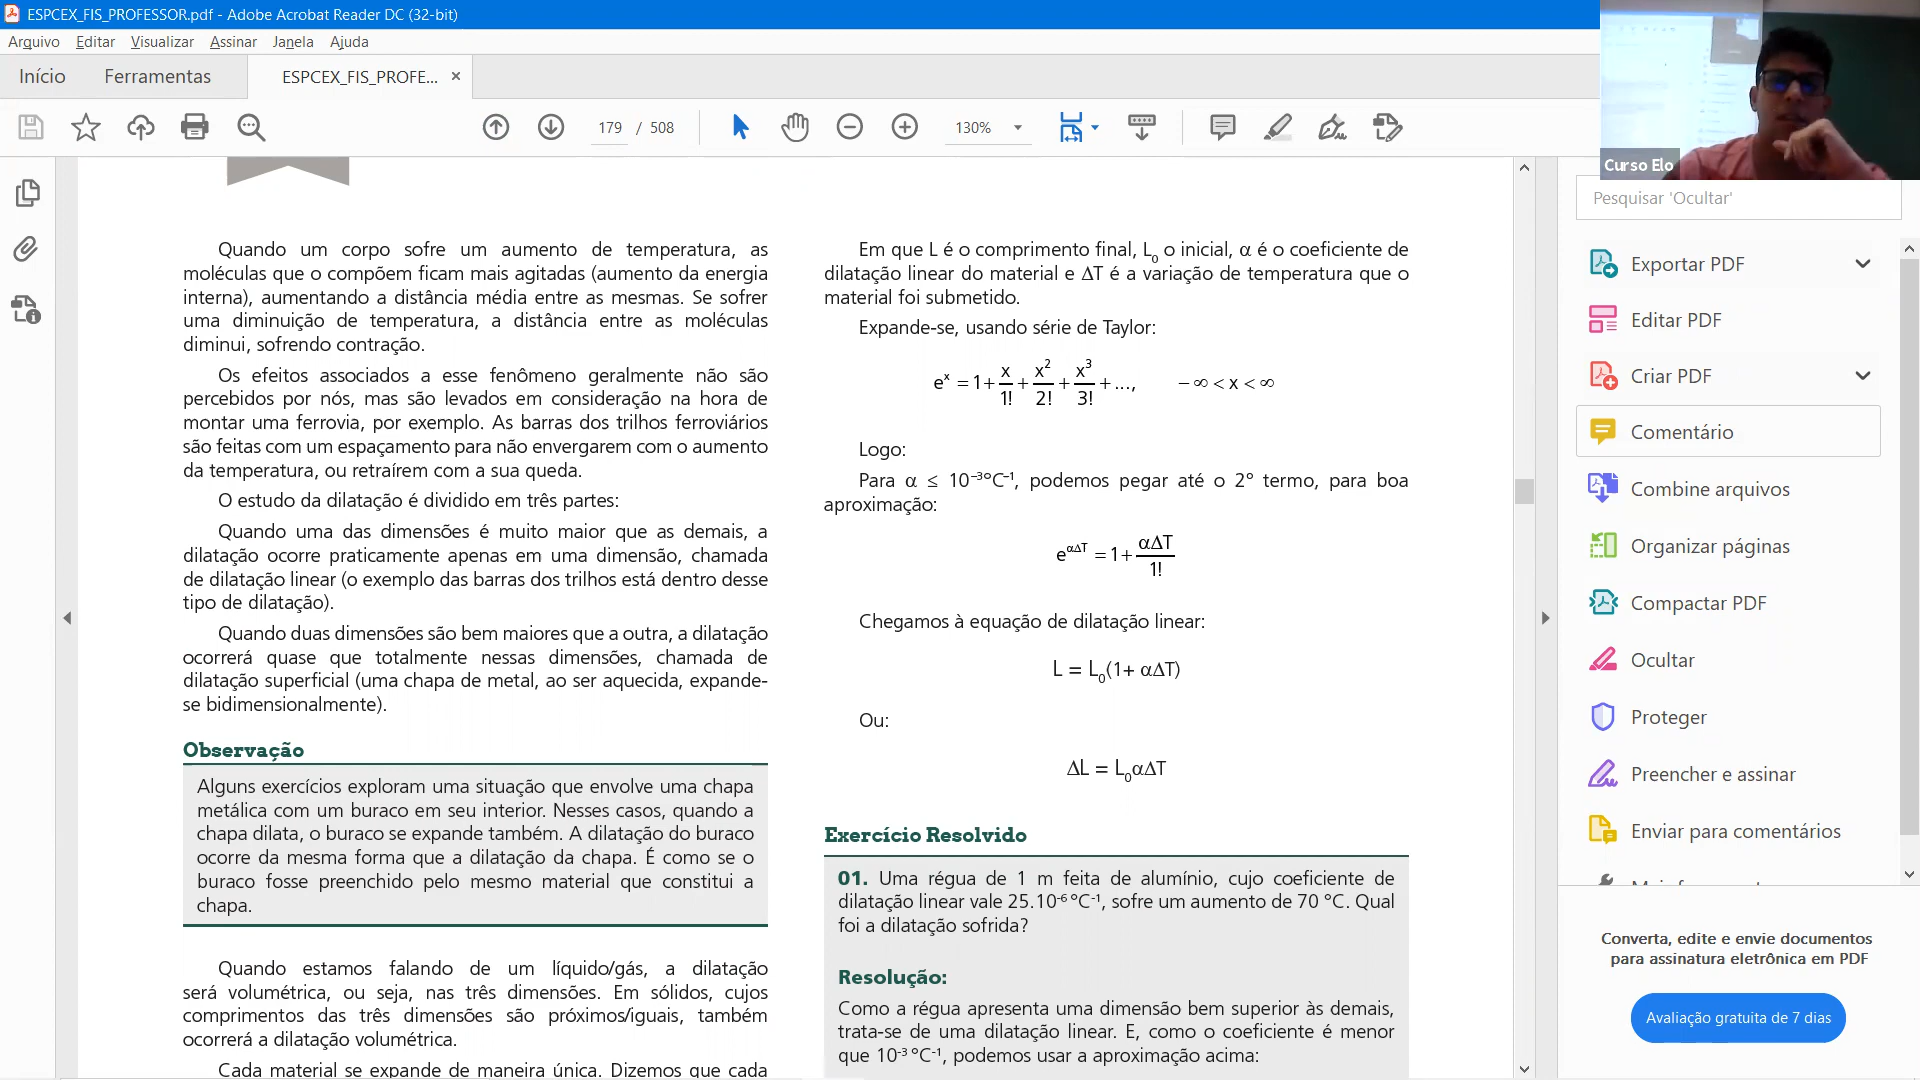 ESPCEX_FIS_PROFESSOR.pdf - Adobe Acrobat Reader DC (32-bit)
Arquivo Editar Visualizar Assinar Janela Ajuda
Início Ferramentas ESPCEX_FIS_PROFE... ×
179 / 508 130%
Curso Elo
Quando um corpo sofre um aumento de temperatura, as
moléculas que o compõem ficam mais agitadas (aumento da energia
interna), aumentando a distância média entre as mesmas. Se sofrer
uma diminuição de temperatura, a distância entre as moléculas
diminui, sofrendo contração.
Os efeitos associados a esse fenômeno geralmente não são
percebidos por nós, mas são levados em consideração na hora de
montar uma ferrovia, por exemplo. As barras dos trilhos ferroviários
são feitas com um espaçamento para não envergarem com o aumento
da temperatura, ou retraírem com a sua queda.
O estudo da dilatação é dividido em três partes:
Quando uma das dimensões é muito maior que as demais, a
dilatação ocorre praticamente apenas em uma dimensão, chamada
de dilatação linear (o exemplo das barras dos trilhos está dentro desse
tipo de dilatação).
Quando duas dimensões são bem maiores que a outra, a dilatação
ocorrerá quase que totalmente nessas dimensões, chamada de
dilatação superficial (uma chapa de metal, ao ser aquecida, expande-
se bidimensionalmente).
Observação
Alguns exercícios exploram uma situação que envolve uma chapa
metálica com um buraco em seu interior. Nesses casos, quando a
chapa dilata, o buraco se expande também. A dilatação do buraco
ocorre da mesma forma que a dilatação da chapa. É como se o
buraco fosse preenchido pelo mesmo material que constitui a
chapa.
Quando estamos falando de um líquido/gás, a dilatação
será volumétrica, ou seja, nas três dimensões. Em sólidos, cujos
comprimentos das três dimensões são próximos/iguais, também
ocorrerá a dilatação volumétrica.
Cada material se expande de maneira única. Dizemos que cada
Em que L é o comprimento final, L₀ o inicial, α é o coeficiente de
dilatação linear do material e ΔT é a variação de temperatura que o
material foi submetido.
Expande-se, usando série de Taylor:
eˣ = 1 + x/1! + x²/2! + x³/3! + ..., −∞ < x < ∞
Logo:
Para α ≤ 10⁻³°C⁻¹, podemos pegar até o 2° termo, para boa
aproximação:
e^αΔT = 1 + αΔT/1!
Chegamos à equação de dilatação linear:
L = L₀(1+ αΔT)
Ou:
ΔL = L₀αΔT
Exercício Resolvido
01. Uma régua de 1 m feita de alumínio, cujo coeficiente de
dilatação linear vale 25.10⁻⁶ °C⁻¹, sofre um aumento de 70 °C. Qual
foi a dilatação sofrida?
Resolução:
Como a régua apresenta uma dimensão bem superior às demais,
trata-se de uma dilatação linear. E, como o coeficiente é menor
que 10⁻³ °C⁻¹, podemos usar a aproximação acima:
Pesquisar 'Ocultar'
Exportar PDF
Editar PDF
Criar PDF
Comentário
Combine arquivos
Organizar páginas
Compactar PDF
Ocultar
Proteger
Preencher e assinar
Enviar para comentários
Converta, edite e envie documentos
para assinatura eletrônica em PDF
Avaliação gratuita de 7 dias